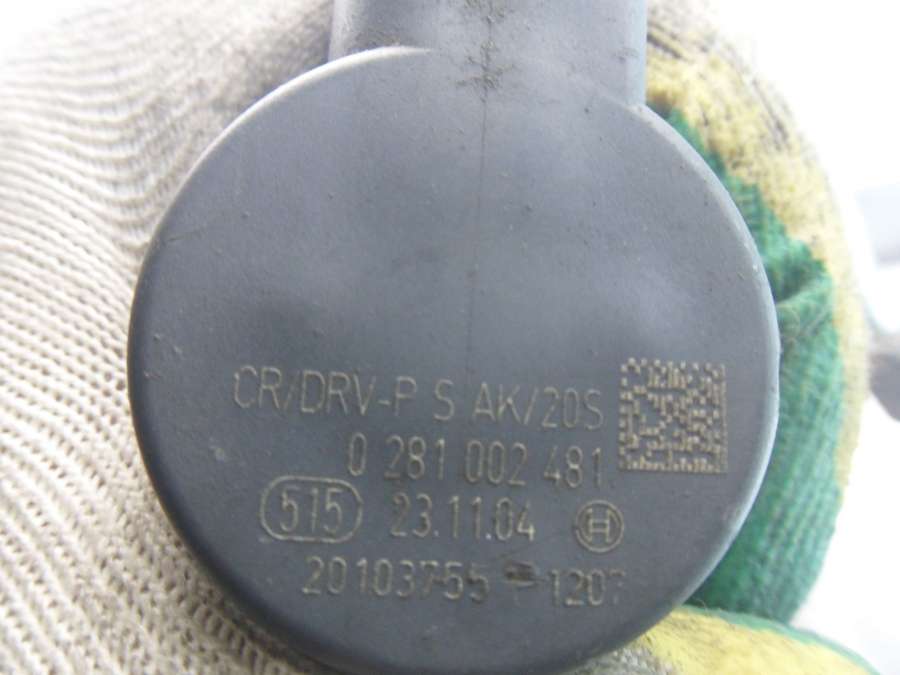 CR/DRV-P S AK/20S
0 281 002 481
515 23.11.04
20103755 1207